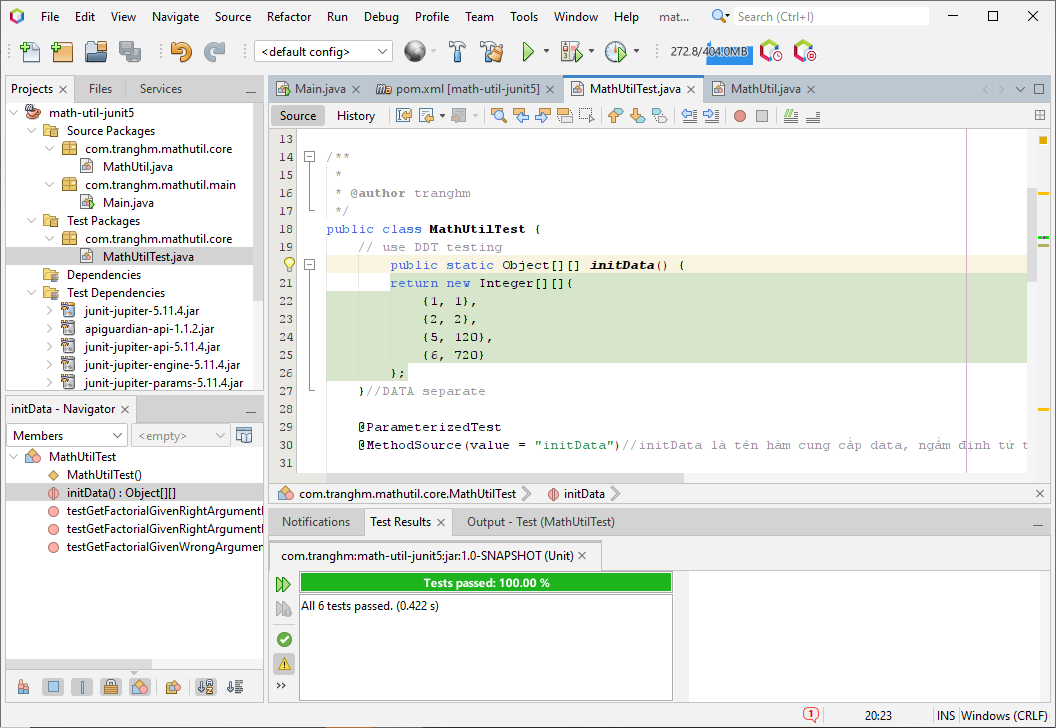 File Edit View Navigate Source Refactor Run Debug Profile Team Tools Window Help mat... Search (Ctrl+I)
<default config> 272.8/404.0MB
Projects Files Services
math-util-junit5
Source Packages
com.tranghm.mathutil.core
MathUtil.java
com.tranghm.mathutil.main
Main.java
Test Packages
com.tranghm.mathutil.core
MathUtilTest.java
Dependencies
Test Dependencies
junit-jupiter-5.11.4.jar
apiguardian-api-1.1.2.jar
junit-jupiter-api-5.11.4.jar
junit-jupiter-engine-5.11.4.jar
junit-jupiter-params-5.11.4.jar
initData - Navigator
Members <empty>
MathUtilTest
MathUtilTest()
initData() : Object[][]
testGetFactorialGivenRightArgument
testGetFactorialGivenRightArgument
testGetFactorialGivenWrongArgumen
Main.java pom.xml [math-util-junit5] MathUtilTest.java MathUtil.java
Source History
13
14 /**
15 *
16 * @author tranghm
17 */
18 public class MathUtilTest {
19 // use DDT testing
public static Object[][] initData() {
21 return new Integer[][]{
22 {1, 1},
23 {2, 2},
24 {5, 120},
25 {6, 720}
26 };
27 }//DATA separate
28
29 @ParameterizedTest
30 @MethodSource(value = "initData")//initData là tên hàm cung cấp data, ngầm định từ t
31
com.tranghm.mathutil.core.MathUtilTest initData
Notifications Test Results Output - Test (MathUtilTest)
com.tranghm:math-util-junit5:jar:1.0-SNAPSHOT (Unit)
Tests passed: 100.00 %
All 6 tests passed. (0.422 s)
1 20:23 INS Windows (CRLF)